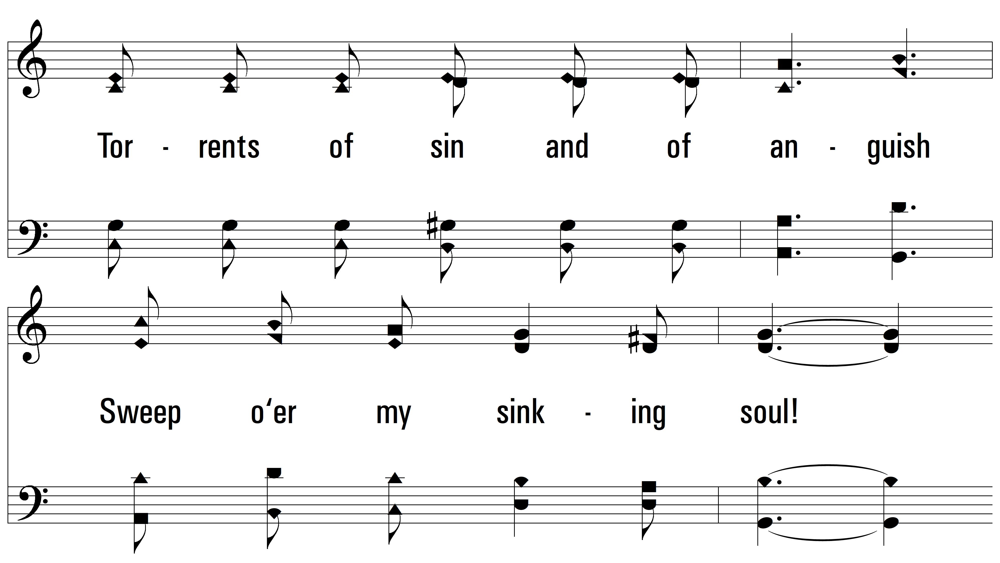 Tor - rents of sin and of an - guish
Sweep o‘er my sink - ing soul!